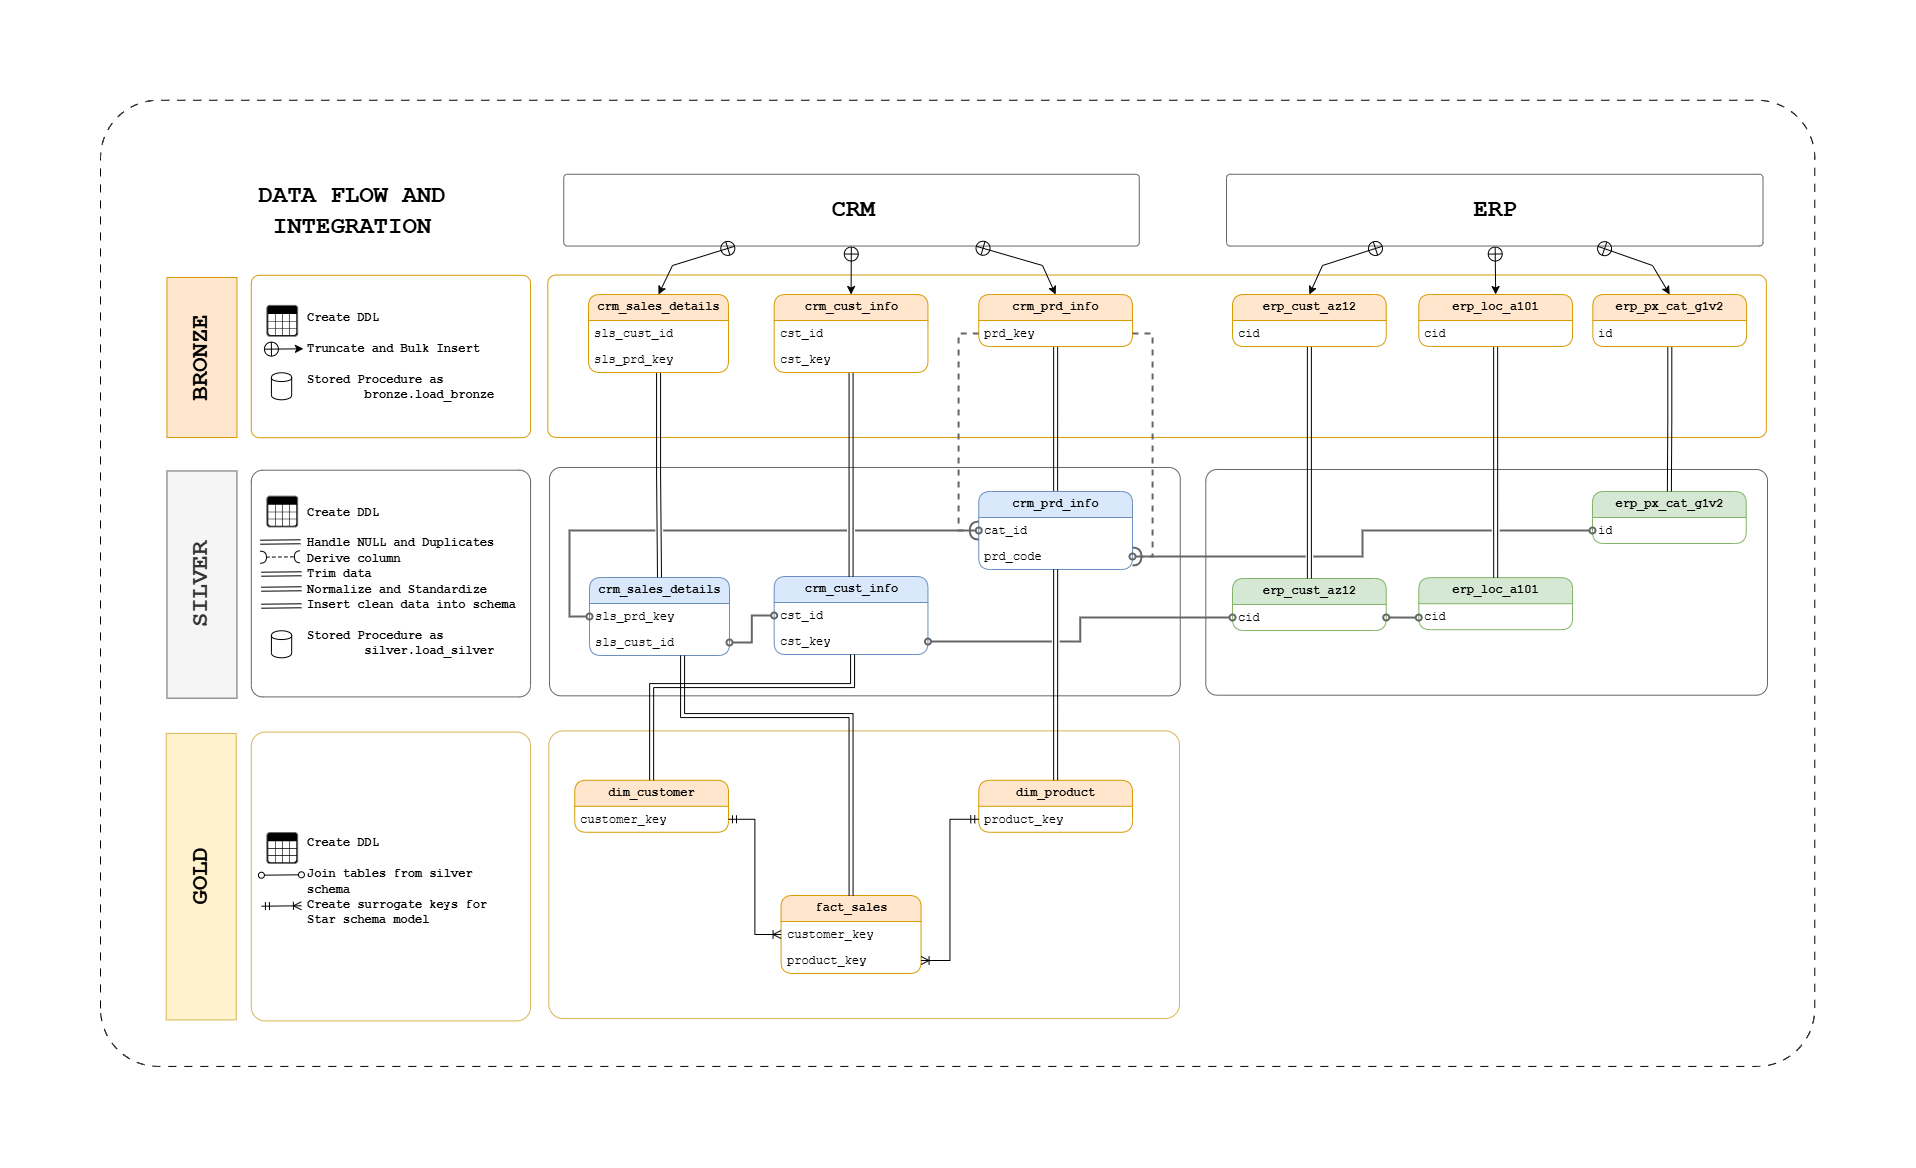 DATA FLOW AND
INTEGRATION
CRM
ERP
BRONZE
Create DDL
Truncate and Bulk Insert
Stored Procedure as
bronze.load_bronze
crm_sales_details
sls_cust_id
sls_prd_key
crm_cust_info
cst_id
cst_key
crm_prd_info
prd_key
erp_cust_az12
cid
erp_loc_a101
cid
erp_px_cat_g1v2
id
SILVER
Create DDL
Handle NULL and Duplicates
Derive column
Trim data
Normalize and Standardize
Insert clean data into schema
Stored Procedure as
silver.load_silver
crm_prd_info
cat_id
prd_code
crm_sales_details
sls_prd_key
sls_cust_id
crm_cust_info
cst_id
cst_key
erp_px_cat_g1v2
id
erp_cust_az12
cid
erp_loc_a101
cid
GOLD
Create DDL
Join tables from silver
schema
Create surrogate keys for
Star schema model
dim_customer
customer_key
dim_product
product_key
fact_sales
customer_key
product_key